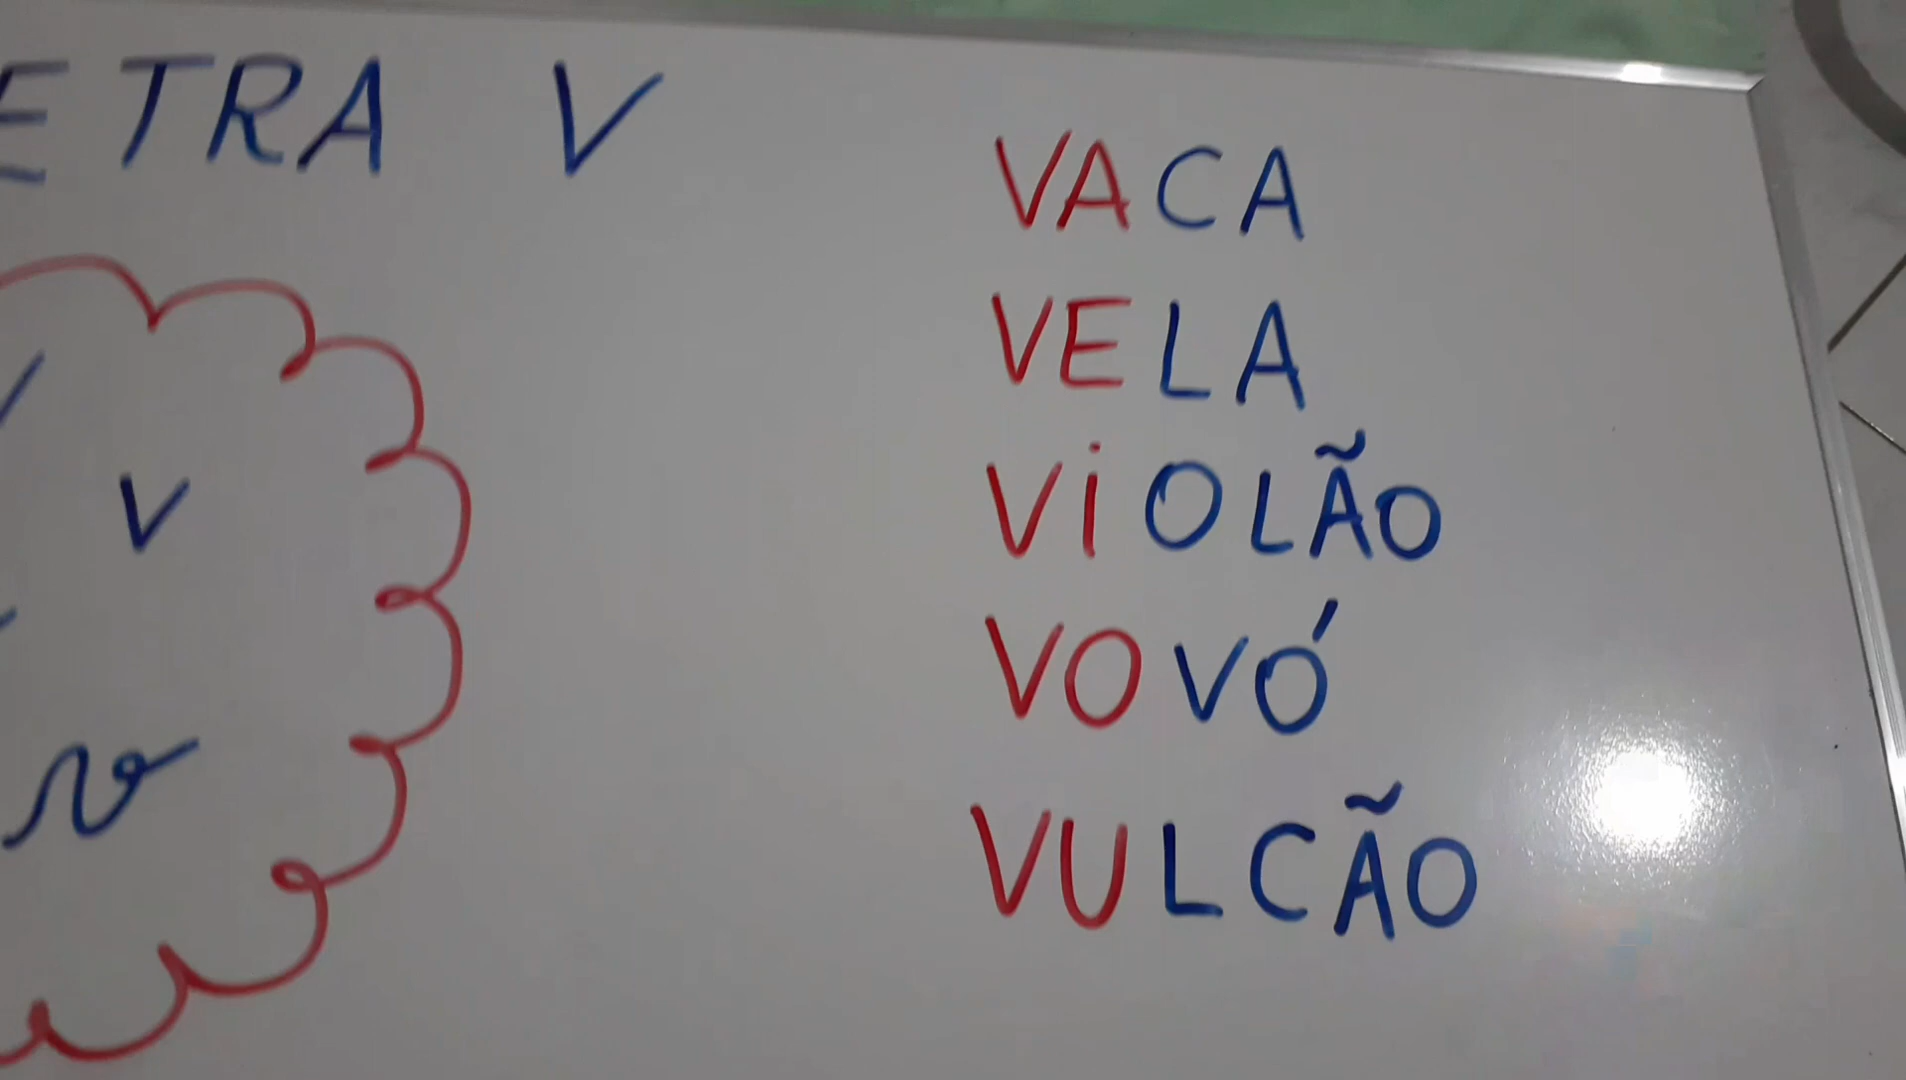 ETRA V
V
v
VACA
VELA
ViOLÃO
VOVÓ
VULCÃO